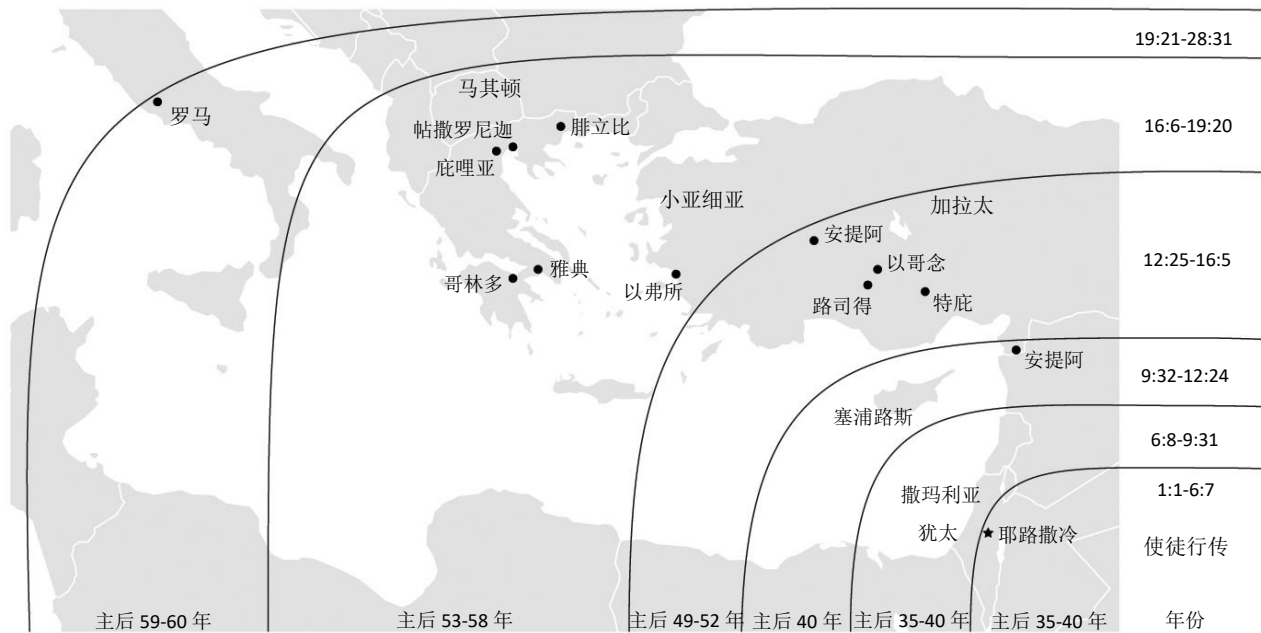 19:21-28:31
马其顿
罗马
帖撒罗尼迦
腓立比
16:6-19:20
庇哩亚
小亚细亚
加拉太
安提阿
12:25-16:5
哥林多
雅典
以弗所
以哥念
路司得
特庇
安提阿
9:32-12:24
塞浦路斯
6:8-9:31
撒玛利亚
1:1-6:7
犹太
耶路撒冷
使徒行传
主后 59-60 年
主后 53-58 年
主后 49-52 年
主后 40 年
主后 35-40 年
主后 35-40 年
年份